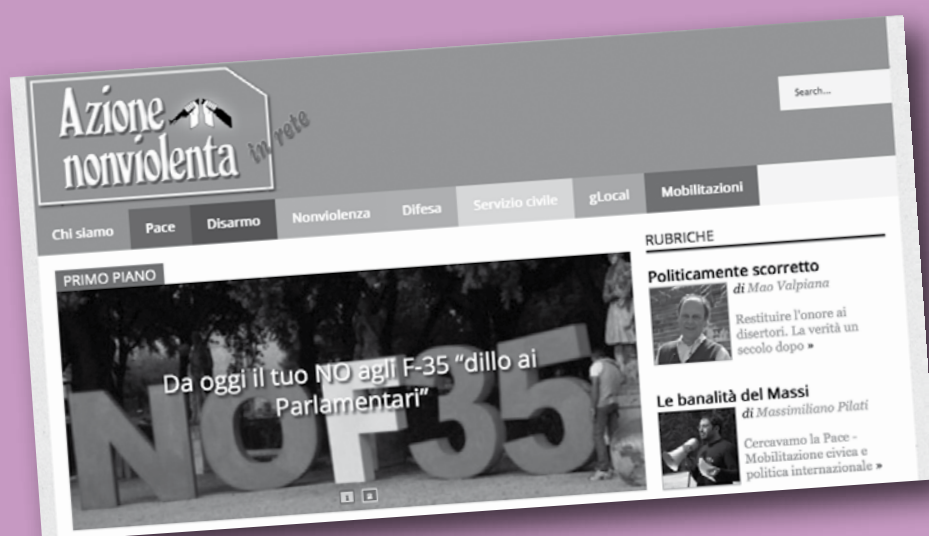 Azione
nonviolenta
in rete
Search...
Chi siamo
Pace
Disarmo
Nonviolenza
Difesa
Servizio civile
gLocal
Mobilitazioni
PRIMO PIANO
NO F35
Da oggi il tuo NO agli F-35 “dillo ai
Parlamentari”
1
2
RUBRICHE
Politicamente scorretto
di Mao Valpiana
Restituire l'onore ai
disertori. La verità un
secolo dopo »
Le banalità del Massi
di Massimiliano Pilati
Cercavamo la Pace -
Mobilitazione civica e
politica internazionale »